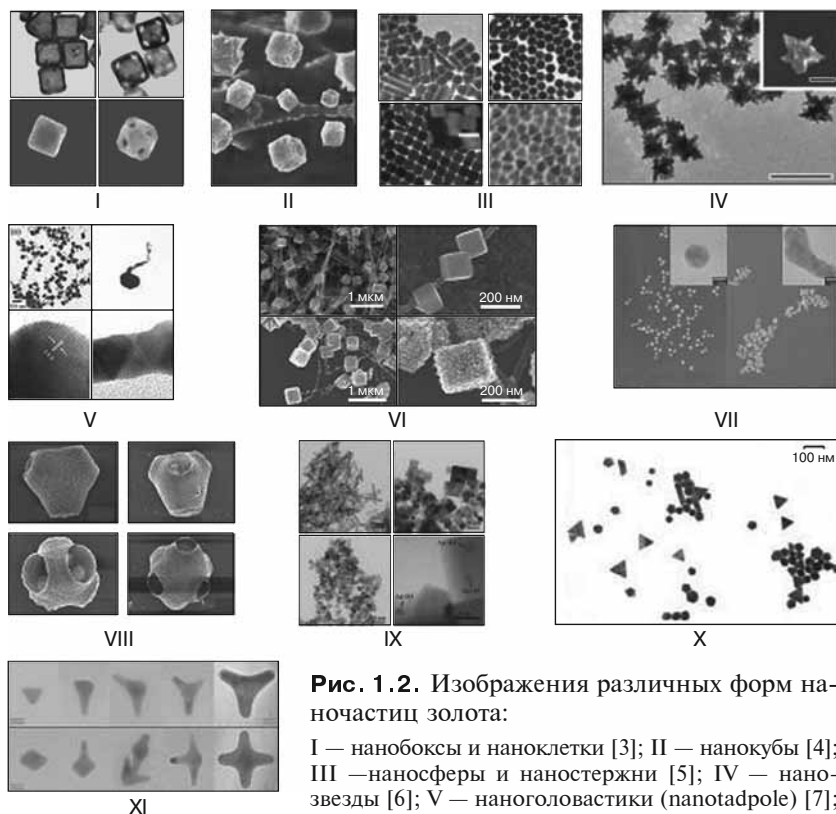 I
II
III
IV
V
1 мкм
200 нм
1 мкм
200 нм
VI
VII
VIII
IX
100 нм
X
XI
Рис. 1.2. Изображения различных форм на-
ночастиц золота:
I — нанобоксы и наноклетки [3]; II — нанокубы [4];
III —наносферы и наностержни [5]; IV — нано-
звезды [6]; V — наноголовастики (nanotadpole) [7];